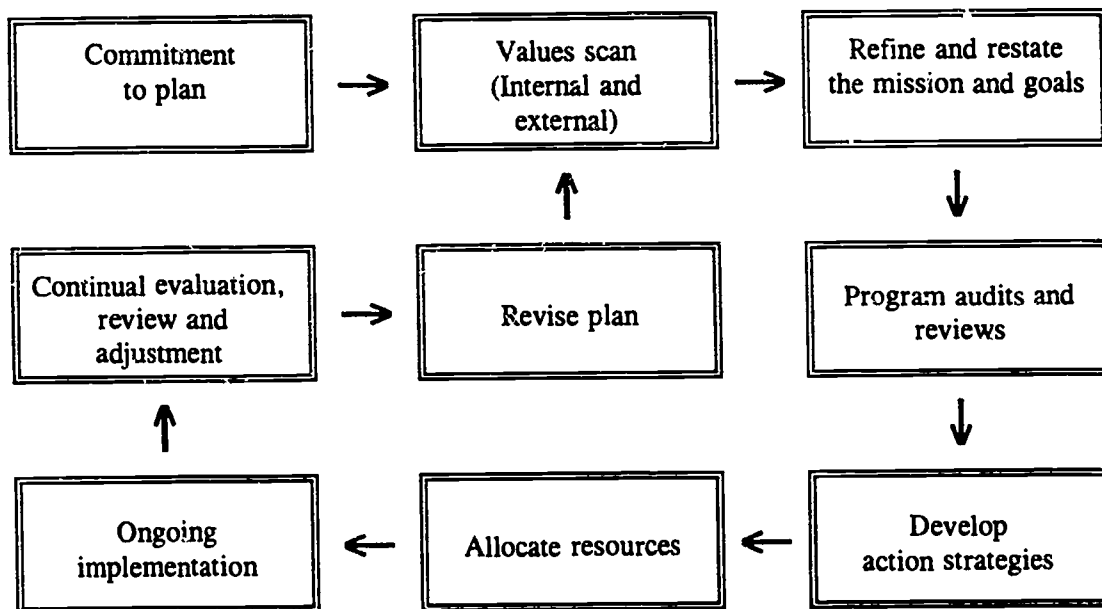 Commitment
to plan
Values scan
(Internal and
external)
Refine and restate
the mission and goals
Continual evaluation,
review and
adjustment
Revise plan
Program audits and
reviews
Ongoing
implementation
Allocate resources
Develop
action strategies